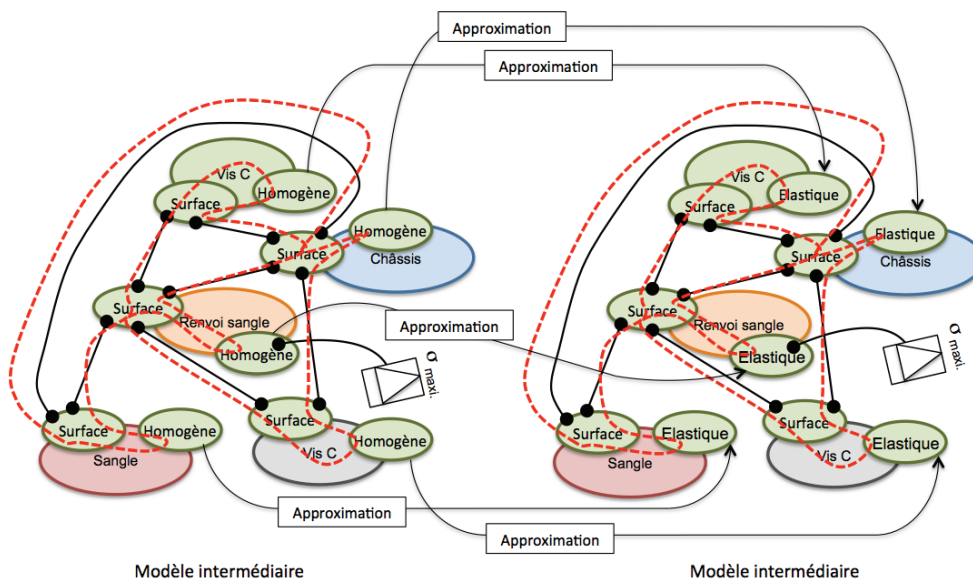 Approximation
Approximation
Vis C
Homogène
Surface
Homogène
Surface
Châssis
Surface
Renvoi sangle
Homogène
Approximation
σ maxi.
Surface
Homogène
Sangle
Surface
Homogène
Vis C
Vis C
Elastique
Surface
Elastique
Surface
Châssis
Surface
Renvoi sangle
Elastique
σ maxi.
Surface
Elastique
Sangle
Surface
Elastique
Vis C
Approximation
Approximation
Modèle intermédiaire
Modèle intermédiaire